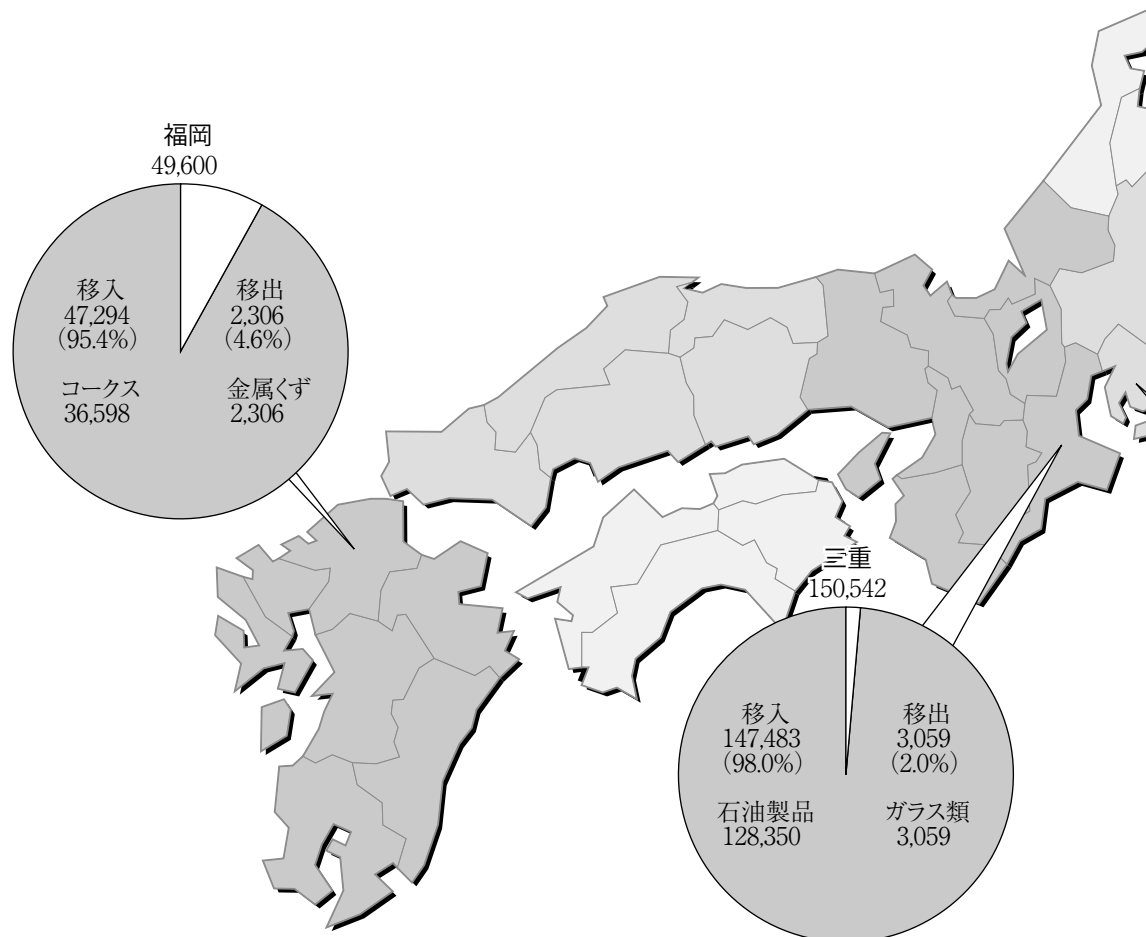 福岡
49,600
移入
47,294
(95.4%)
コークス
36,598
移出
2,306
(4.6%)
金属くず
2,306
三重
150,542
移入
147,483
(98.0%)
石油製品
128,350
移出
3,059
(2.0%)
ガラス類
3,059